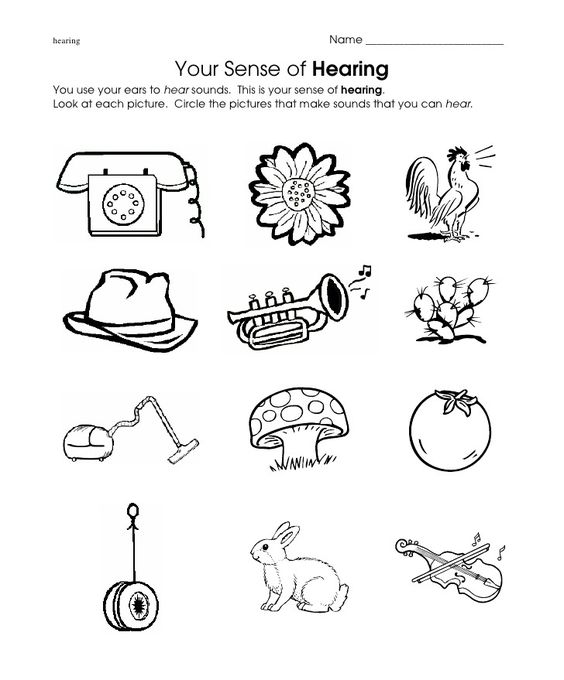 hearing
Name ________________________
Your Sense of Hearing
You use your ears to hear sounds. This is your sense of hearing.
Look at each picture. Circle the pictures that make sounds that you can hear.